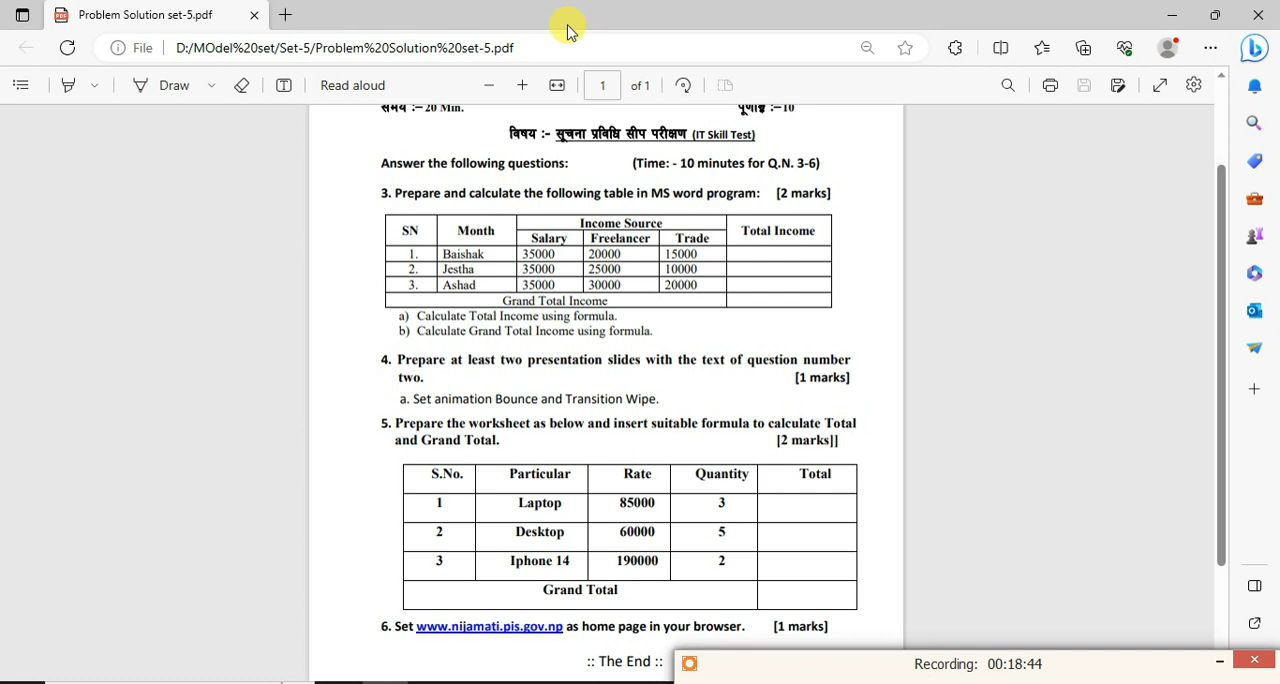 Problem Solution set-5.pdf
File
D:/MOdel%20set/Set-5/Problem%20Solution%20set-5.pdf
Draw
Read aloud
1
of 1
समय :– 20 Min. पूर्णाङ्क :–10
विषय :- सूचना प्रविधि सीप परीक्षण (IT Skill Test)
Answer the following questions: (Time: - 10 minutes for Q.N. 3-6)
3. Prepare and calculate the following table in MS word program: [2 marks]
SN Month Income Source Total Income
Salary Freelancer Trade
1. Baishak 35000 20000 15000
2. Jestha 35000 25000 10000
3. Ashad 35000 30000 20000
Grand Total Income
a) Calculate Total Income using formula.
b) Calculate Grand Total Income using formula.
4. Prepare at least two presentation slides with the text of question number
two. [1 marks]
a. Set animation Bounce and Transition Wipe.
5. Prepare the worksheet as below and insert suitable formula to calculate Total
and Grand Total. [2 marks]]
S.No. Particular Rate Quantity Total
1 Laptop 85000 3
2 Desktop 60000 5
3 Iphone 14 190000 2
Grand Total
6. Set www.nijamati.pis.gov.np as home page in your browser. [1 marks]
:: The End ::
Recording: 00:18:44